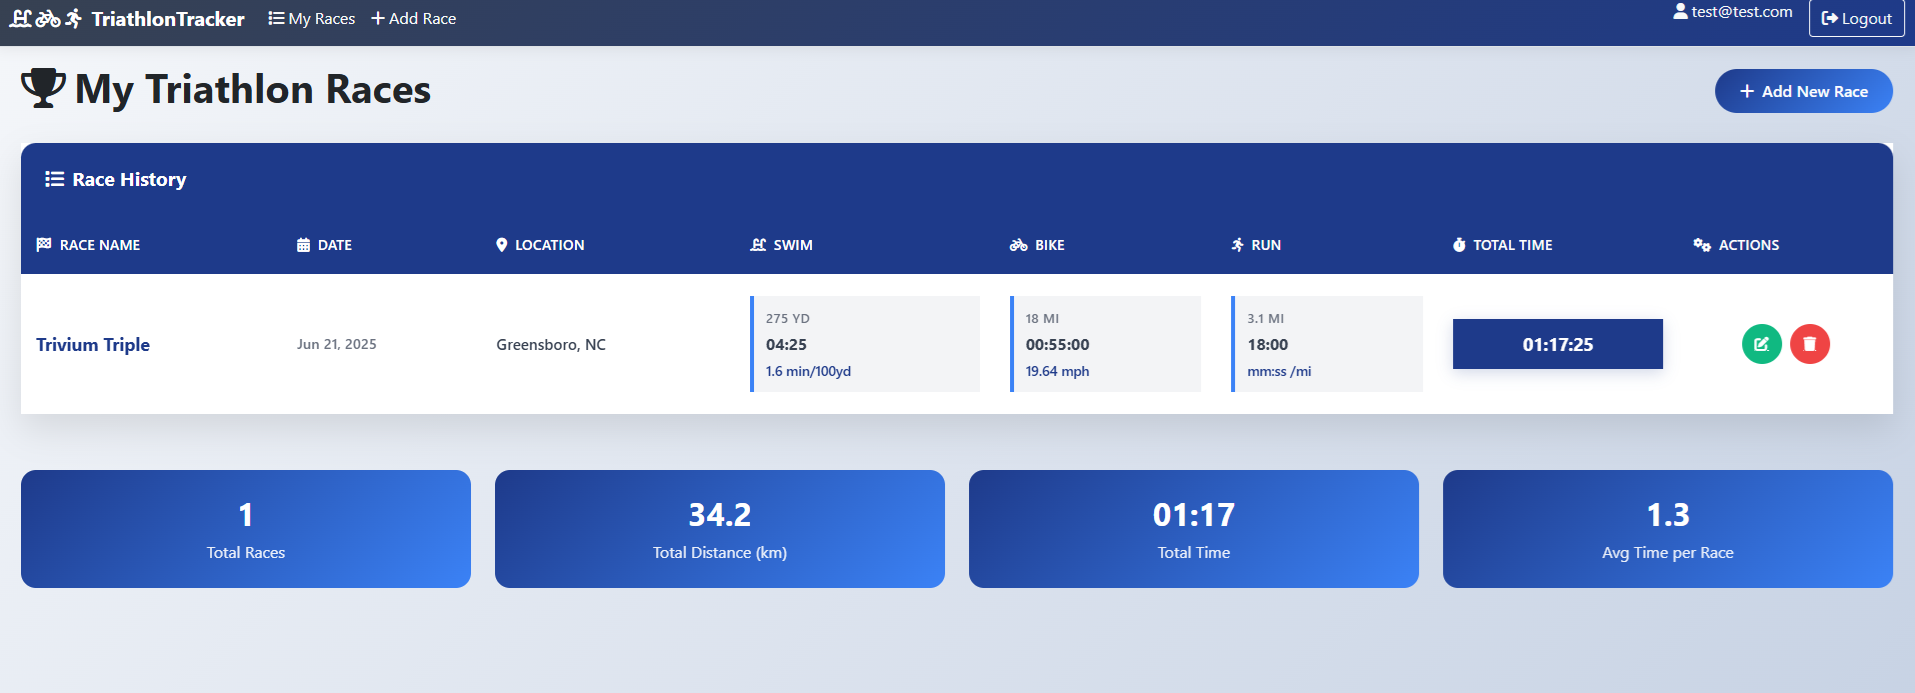 TriathlonTracker My Races Add Race test@test.com Logout
My Triathlon Races Add New Race
Race History
RACE NAME DATE LOCATION SWIM BIKE RUN TOTAL TIME ACTIONS
275 YD 18 MI 3.1 MI
Trivium Triple Jun 21, 2025 Greensboro, NC 04:25 00:55:00 18:00 01:17:25
1.6 min/100yd 19.64 mph mm:ss /mi
1 34.2 01:17 1.3
Total Races Total Distance (km) Total Time Avg Time per Race